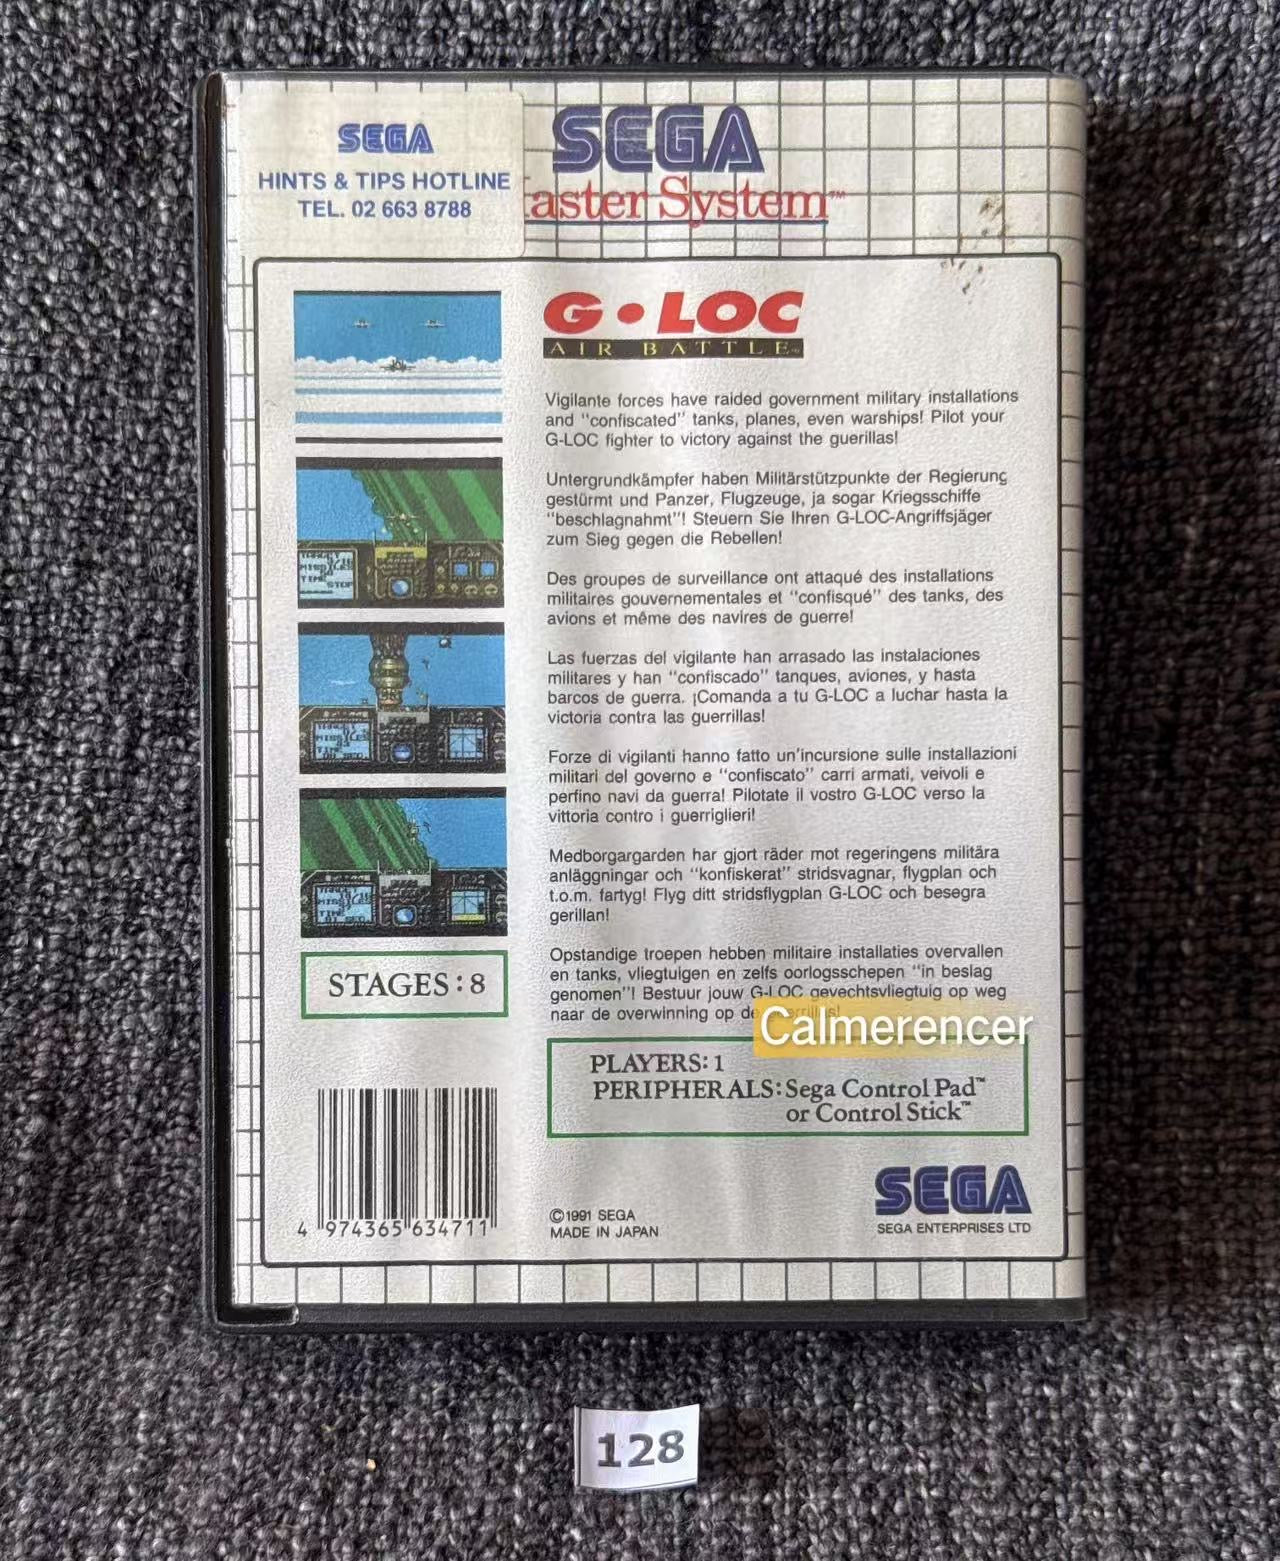 SEGA
HINTS & TIPS HOTLINE
TEL. 02 663 8788
SEGA
aster System™
G•LOC
AIR BATTLE
Vigilante forces have raided government military installations
and "confiscated" tanks, planes, even warships! Pilot your
G-LOC fighter to victory against the guerillas!
Untergrundkämpfer haben Militärstützpunkte der Regierung
gestürmt und Panzer, Flugzeuge, ja sogar Kriegsschiffe
"beschlagnahmt"! Steuern Sie Ihren G-LOC-Angriffsjäger
zum Sieg gegen die Rebellen!
Des groupes de surveillance ont attaqué des installations
militaires gouvernementales et "confisqué" des tanks, des
avions et même des navires de guerre!
Las fuerzas del vigilante han arrasado las instalaciones
militares y han "confiscado" tanques, aviones, y hasta
barcos de guerra. ¡Comanda a tu G-LOC a luchar hasta la
victoria contra las guerrillas!
Forze di vigilanti hanno fatto un'incursione sulle installazioni
militari del governo e "confiscato" carri armati, veivoli e
perfino navi da guerra! Pilotate il vostro G-LOC verso la
vittoria contro i guerriglieri!
Medborgargarden har gjort räder mot regeringens militära
anläggningar och "konfiskerat" stridsvagnar, flygplan och
t.o.m. fartyg! Flyg ditt stridsflygplan G-LOC och besegra
gerillan!
Opstandige troepen hebben militaire installaties overvallen
en tanks, vliegtuigen en zelfs oorlogsschepen "in beslag
genomen"! Bestuur jouw G-LOC gevechtsvliegtuig op weg
naar de overwinning op de
Calmerencer
TARGET
MISSILES
TIME
STOP
TARGET
MISSILES
TIME
TIME
STAGES: 8
PLAYERS: 1
PERIPHERALS: Sega Control Pad™
or Control Stick™
4 974365 634711
©1991 SEGA
MADE IN JAPAN
SEGA
SEGA ENTERPRISES LTD
128